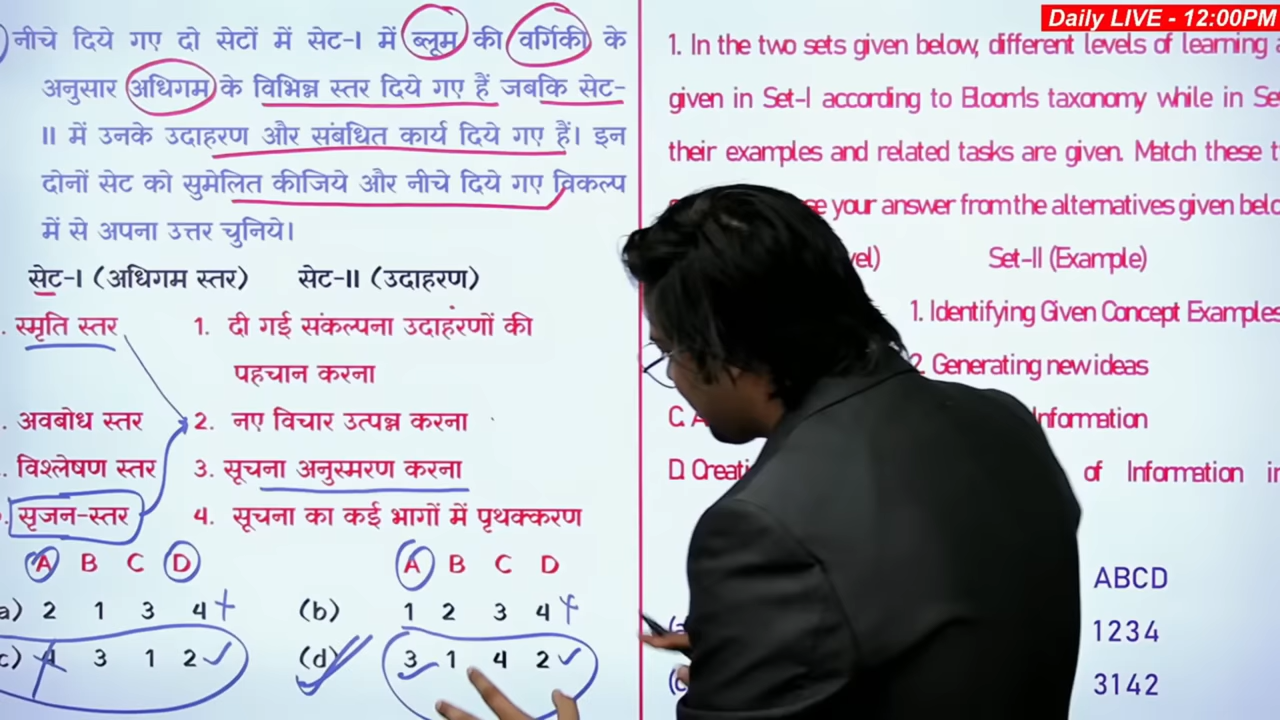 Daily LIVE - 12:00PM
नीचे दिये गए दो सेटों में सेट-I में ब्लूम की वर्गिकी के
अनुसार अधिगम के विभिन्न स्तर दिये गए हैं जबकि सेट-
II में उनके उदाहरण और संबधित कार्य दिये गए हैं। इन
दोनों सेट को सुमेलित कीजिये और नीचे दिये गए विकल्प
में से अपना उत्तर चुनिये।
सेट-I (अधिगम स्तर) सेट-II (उदाहरण)
स्मृति स्तर 1. दी गई संकल्पना उदाहरणों की
पहचान करना
अवबोध स्तर 2. नए विचार उत्पन्न करना
विश्लेषण स्तर 3. सूचना अनुस्मरण करना
सृजन-स्तर 4. सूचना का कई भागों में पृथक्करण
A B C D A B C D
a) 2 1 3 4 (b) 1 2 3 4
c) 4 3 1 2 (d) 3 1 4 2
1. In the two sets given below, different levels of learning
given in Set-I according to Bloom's taxonomy while in
their examples and related tasks are given. Match these
your answer from the alternatives given
Set-II (Example)
1. Identifying Given Concept Examples
2. Generating new ideas
C. Information
D. of Information
ABCD
1234
3142